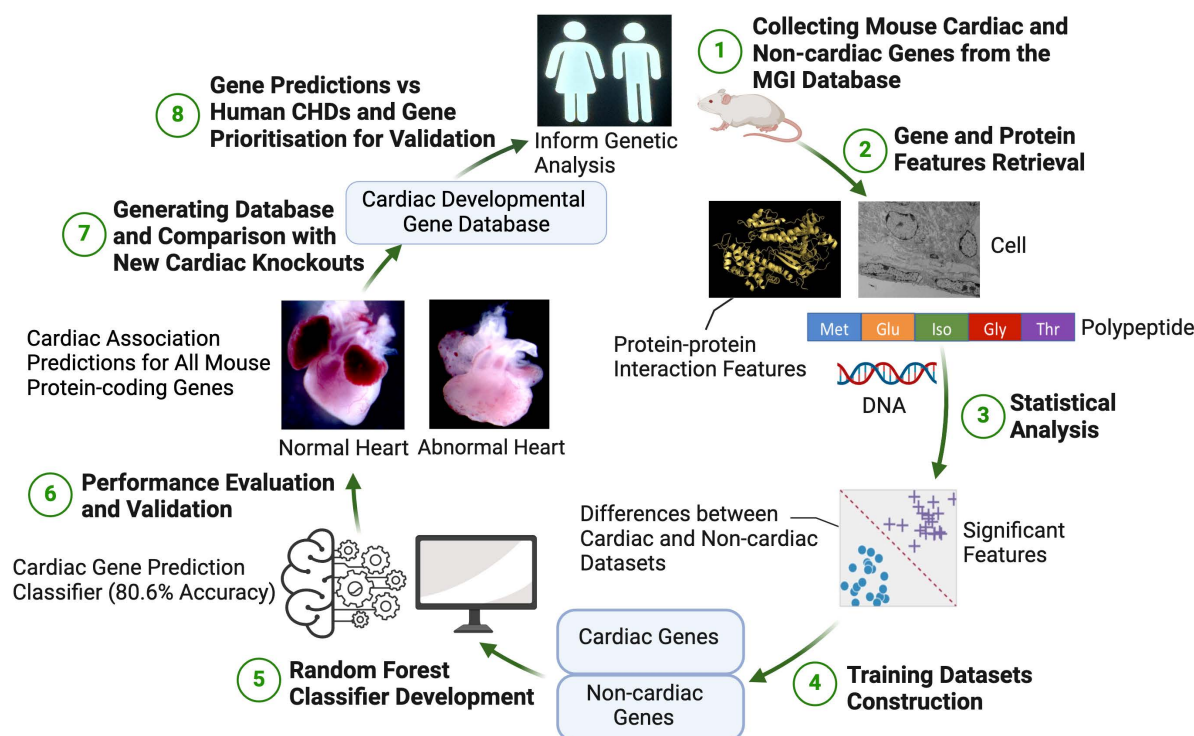 1
Collecting Mouse Cardiac and
Non-cardiac Genes from the
MGI Database
2
Gene and Protein
Features Retrieval
Cell
Protein-protein
Interaction Features
Met Glu Iso Gly Thr
Polypeptide
DNA
3
Statistical
Analysis
Differences between
Cardiac and Non-cardiac
Datasets
Significant
Features
4
Training Datasets
Construction
Cardiac Genes
Non-cardiac
Genes
5
Random Forest
Classifier Development
Cardiac Gene Prediction
Classifier (80.6% Accuracy)
6
Performance Evaluation
and Validation
Normal Heart
Abnormal Heart
Cardiac Association
Predictions for All Mouse
Protein-coding Genes
7
Generating Database
and Comparison with
New Cardiac Knockouts
Cardiac Developmental
Gene Database
8
Gene Predictions vs
Human CHDs and Gene
Prioritisation for Validation
Inform Genetic
Analysis